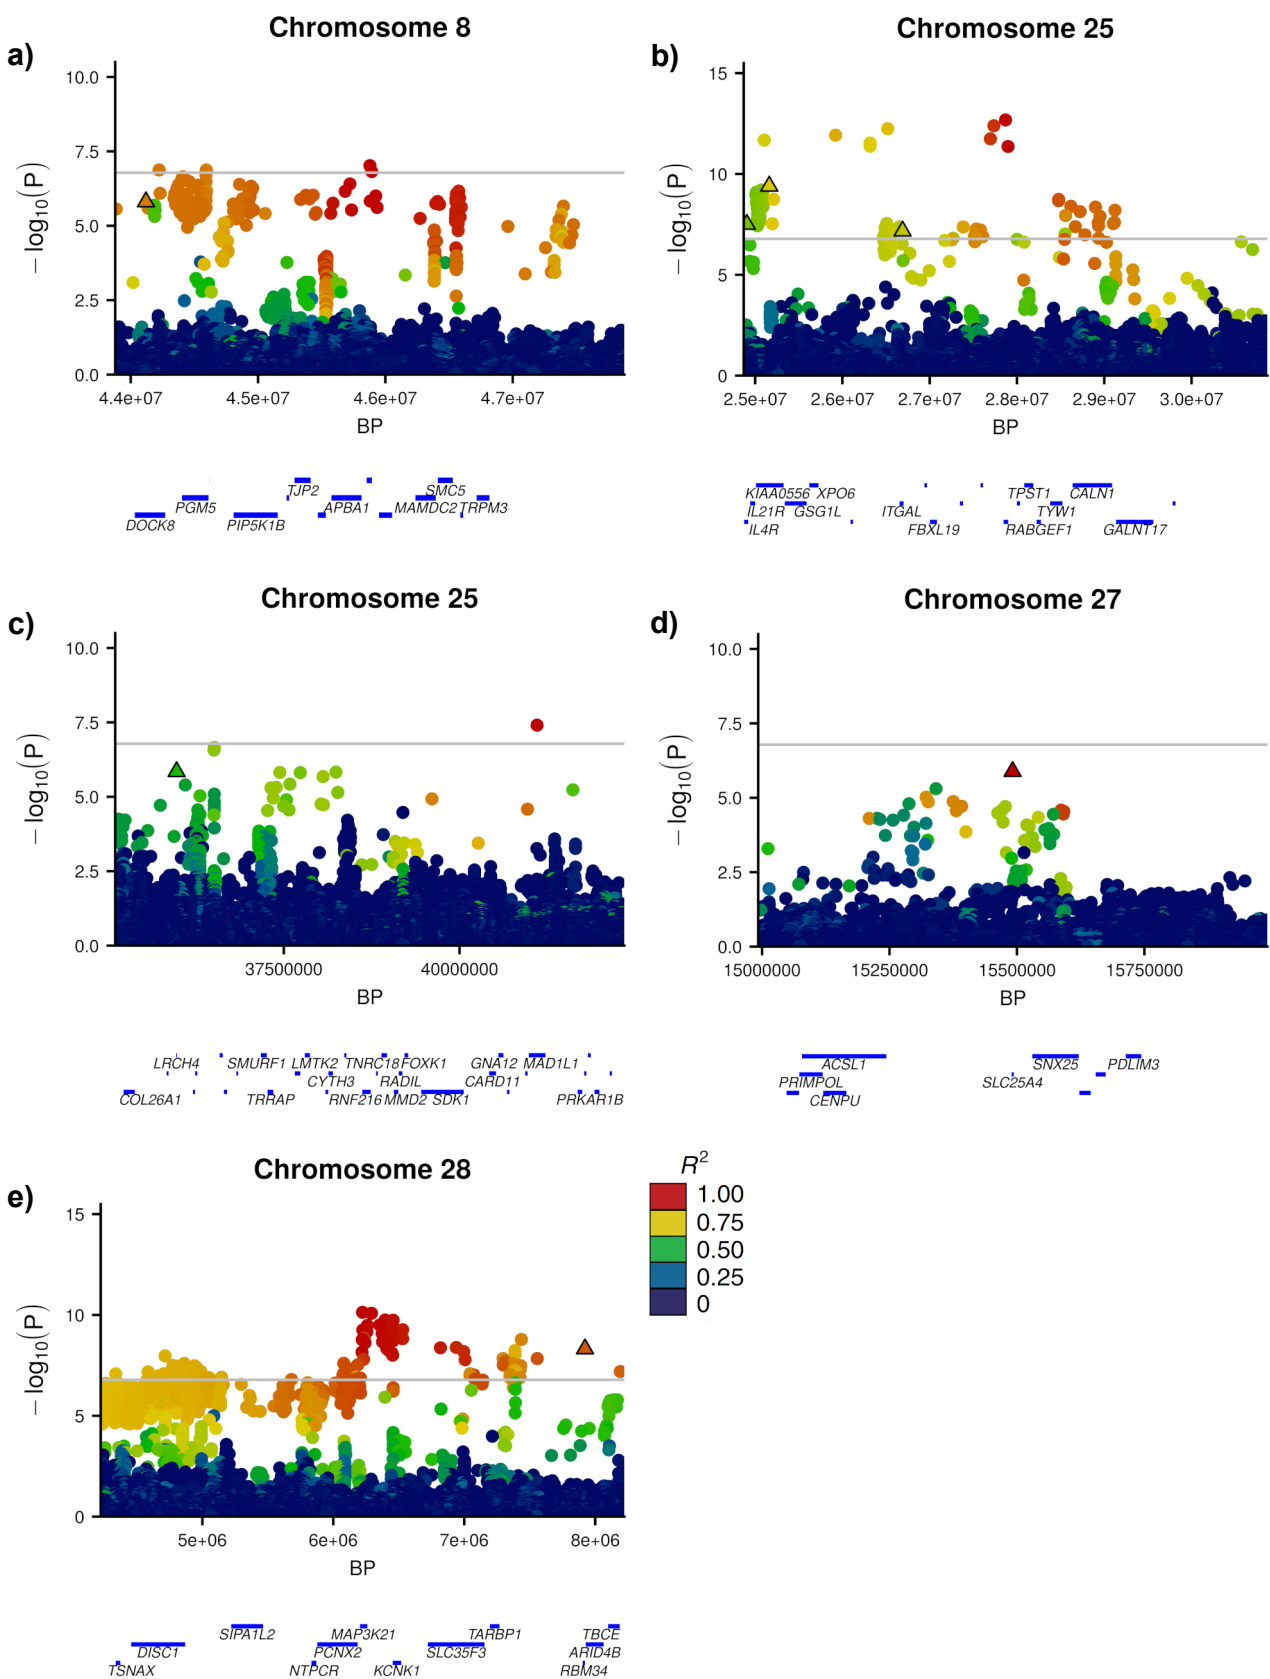 Chromosome 8
a)
10.0
7.5
5.0
2.5
0.0
− log10(P)
4.4e+07 4.5e+07 4.6e+07 4.7e+07
BP
TJP2 SMC5
PGM5 APBA1 MAMDC2 TRPM3
DOCK8 PIP5K1B
Chromosome 25
b)
15
10
5
0
− log10(P)
2.5e+07 2.6e+07 2.7e+07 2.8e+07 2.9e+07 3.0e+07
BP
KIAA0556 XPO6 TPST1 CALN1
IL21R GSG1L ITGAL TYW1
IL4R FBXL19 RABGEF1 GALNT17
Chromosome 25
c)
10.0
7.5
5.0
2.5
0.0
− log10(P)
37500000 40000000
BP
LRCH4 SMURF1 LMTK2 TNRC18 FOXK1 GNA12 MAD1L1
CYTH3 RADIL CARD11
COL26A1 TRRAP RNF216 MMD2 SDK1 PRKAR1B
Chromosome 27
d)
10.0
7.5
5.0
2.5
0.0
− log10(P)
15000000 15250000 15500000 15750000
BP
ACSL1 SNX25 PDLIM3
PRIMPOL SLC25A4
CENPU
Chromosome 28
e)
15
10
5
0
− log10(P)
5e+06 6e+06 7e+06 8e+06
BP
SIPA1L2 MAP3K21 TARBP1 TBCE
DISC1 PCNX2 SLC35F3 ARID4B
TSNAX NTPCR KCNK1 RBM34
R2
1.00
0.75
0.50
0.25
0